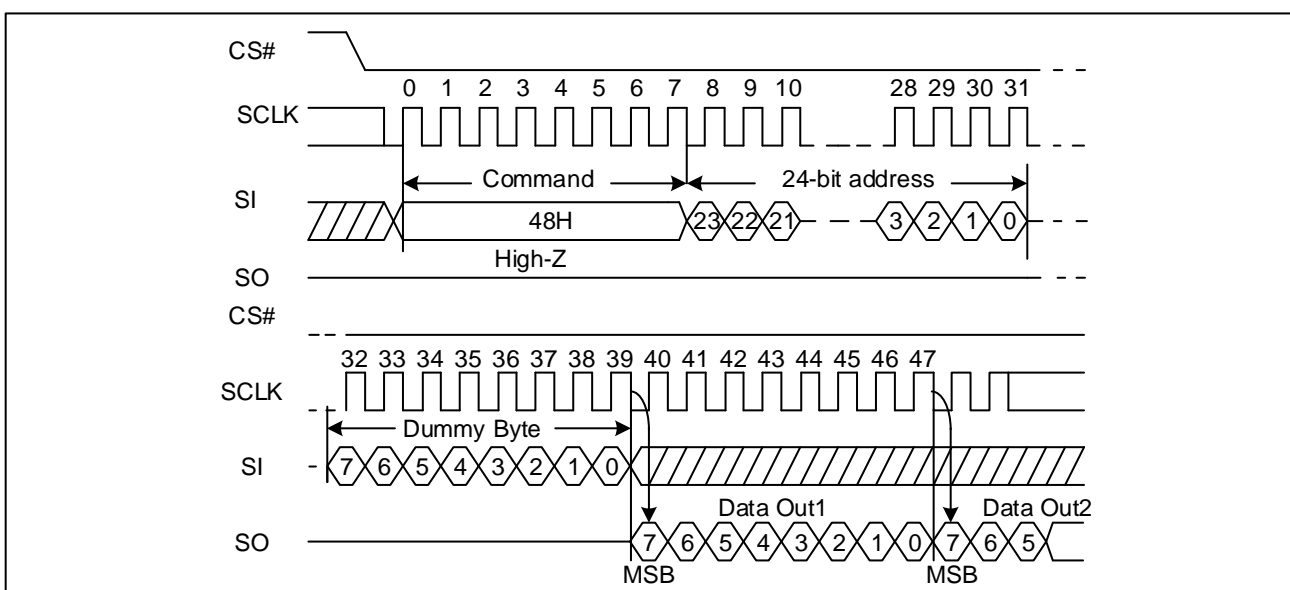 CS#
0 1 2 3 4 5 6 7 8 9 10 28 29 30 31
SCLK
Command 24-bit address
SI
48H 23 22 21 3 2 1 0
High-Z
SO
CS#
32 33 34 35 36 37 38 39 40 41 42 43 44 45 46 47
SCLK
Dummy Byte
SI 7 6 5 4 3 2 1 0
Data Out1 Data Out2
SO 7 6 5 4 3 2 1 0 7 6 5
MSB MSB